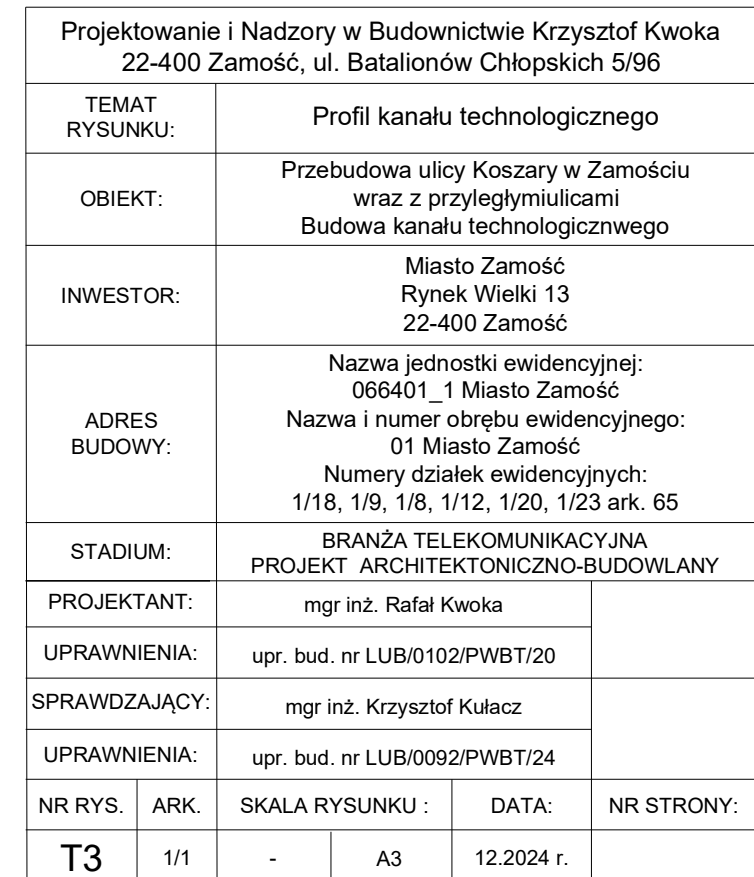 Projektowanie i Nadzory w Budownictwie Krzysztof Kwoka
22-400 Zamość, ul. Batalionów Chłopskich 5/96
TEMAT
RYSUNKU:
Profil kanału technologicznego
OBIEKT:
Przebudowa ulicy Koszary w Zamościu
wraz z przyległymiulicami
Budowa kanału technologicznwego
INWESTOR:
Miasto Zamość
Rynek Wielki 13
22-400 Zamość
ADRES
BUDOWY:
Nazwa jednostki ewidencyjnej:
066401_1 Miasto Zamość
Nazwa i numer obrębu ewidencyjnego:
01 Miasto Zamość
Numery działek ewidencyjnych:
1/18, 1/9, 1/8, 1/12, 1/20, 1/23 ark. 65
STADIUM:
BRANŻA TELEKOMUNIKACYJNA
PROJEKT ARCHITEKTONICZNO-BUDOWLANY
PROJEKTANT:
mgr inż. Rafał Kwoka
UPRAWNIENIA:
upr. bud. nr LUB/0102/PWBT/20
SPRAWDZAJĄCY:
mgr inż. Krzysztof Kułacz
UPRAWNIENIA:
upr. bud. nr LUB/0092/PWBT/24
NR RYS. ARK. SKALA RYSUNKU : DATA: NR STRONY:
T3 1/1 - A3 12.2024 r.